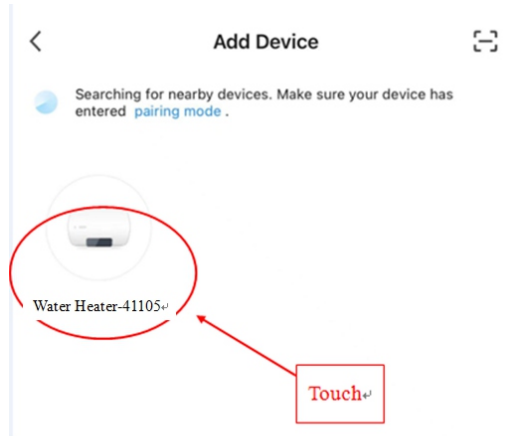 Add Device
Searching for nearby devices. Make sure your device has
entered pairing mode .
Water Heater-41105
Touch